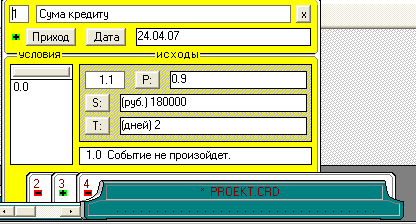 1 Сума кредиту x
Приход Дата 24.04.07
условия исходы
0.0
1.1 P: 0.9
S: (руб.) 180000
T: (дней) 2
1.0 Событие не произойдет.
2 3 4 * PROEKT.CRD